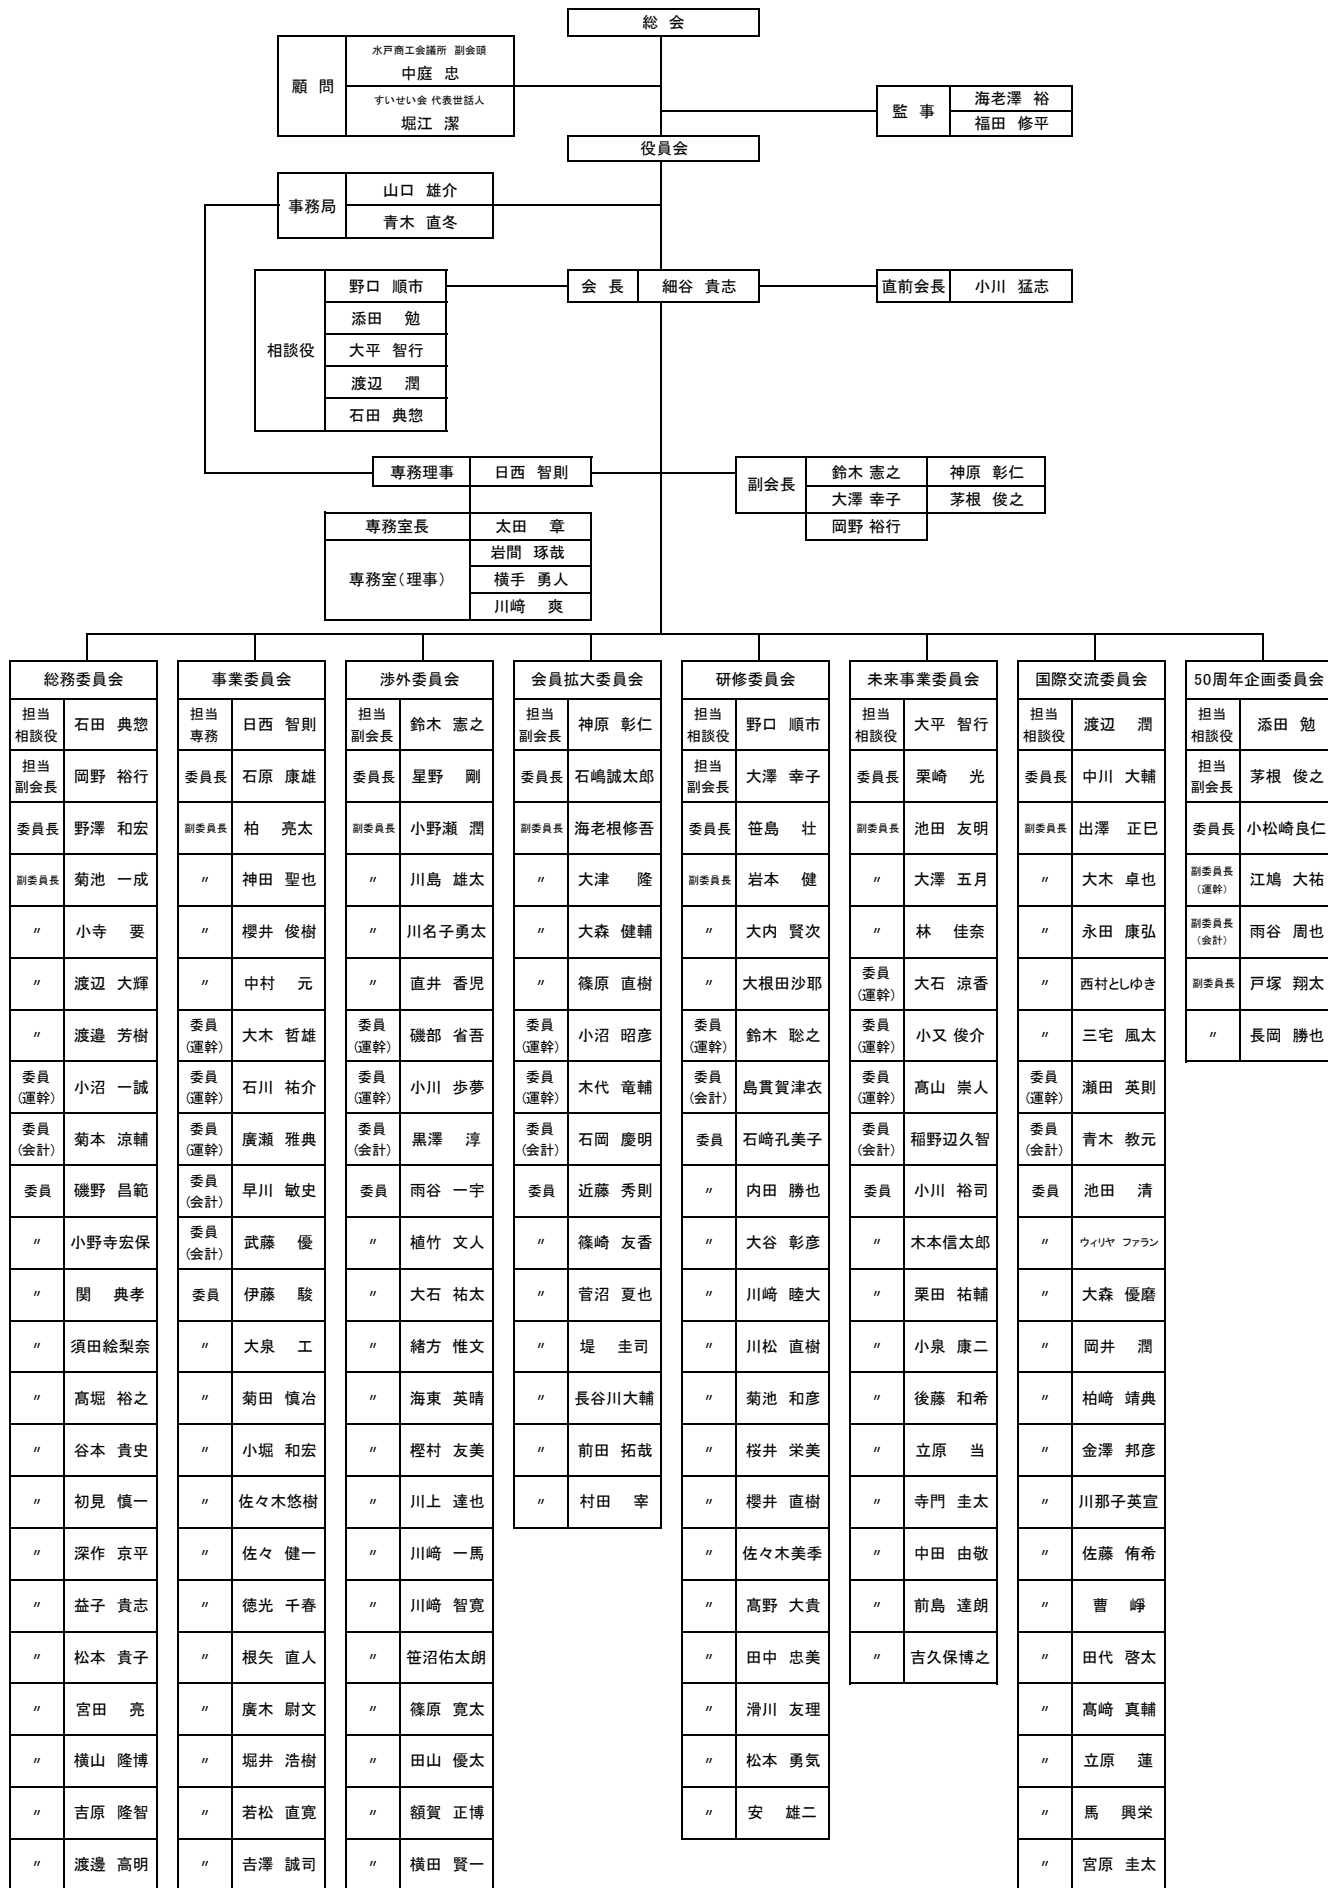 総 会
顧 問
水戸商工会議所 副会頭
中庭 忠
すいせい会 代表世話人
堀江 潔
監 事
海老澤 裕
福田 修平
役員会
事務局
山口 雄介
青木 直冬
相談役
野口 順市
添田 勉
大平 智行
渡辺 潤
石田 典惣
会 長 細谷 貴志
直前会長 小川 猛志
専務理事 日西 智則
副会長
鈴木 憲之 神原 彰仁
大澤 幸子 茅根 俊之
岡野 裕行
専務室長 太田 章
専務室(理事)
岩間 琢哉
横手 勇人
川﨑 爽
総務委員会
担当相談役 石田 典惣
担当副会長 岡野 裕行
委員長 野澤 和宏
副委員長 菊池 一成
〃 小寺 要
〃 渡辺 大輝
〃 渡邉 芳樹
委員(運幹) 小沼 一誠
委員(会計) 菊本 涼輔
委員 磯野 昌範
〃 小野寺宏保
〃 関 典孝
〃 須田絵梨奈
〃 髙堀 裕之
〃 谷本 貴史
〃 初見 慎一
〃 深作 京平
〃 益子 貴志
〃 松本 貴子
〃 宮田 亮
〃 横山 隆博
〃 吉原 隆智
〃 渡邊 高明
事業委員会
担当専務 日西 智則
委員長 石原 康雄
副委員長 柏 亮太
〃 神田 聖也
〃 櫻井 俊樹
〃 中村 元
委員(運幹) 大木 哲雄
委員(運幹) 石川 祐介
委員(運幹) 廣瀬 雅典
委員(会計) 早川 敏史
委員(会計) 武藤 優
委員 伊藤 駿
〃 大泉 工
〃 菊田 慎冶
〃 小堀 和宏
〃 佐々木悠樹
〃 佐々 健一
〃 徳光 千春
〃 根矢 直人
〃 廣木 尉文
〃 堀井 浩樹
〃 若松 直寛
〃 吉澤 誠司
渉外委員会
担当副会長 鈴木 憲之
委員長 星野 剛
副委員長 小野瀬 潤
〃 川島 雄太
〃 川名子勇太
〃 直井 香児
委員(運幹) 磯部 省吾
委員(運幹) 小川 歩夢
委員(会計) 黒澤 淳
委員 雨谷 一宇
〃 植竹 文人
〃 大石 祐太
〃 緒方 惟文
〃 海東 英晴
〃 樫村 友美
〃 川上 達也
〃 川﨑 一馬
〃 川﨑 智寛
〃 笹沼佑太朗
〃 篠原 寛太
〃 田山 優太
〃 額賀 正博
〃 横田 賢一
会員拡大委員会
担当副会長 神原 彰仁
委員長 石嶋誠太郎
副委員長 海老根修吾
〃 大津 隆
〃 大森 健輔
〃 篠原 直樹
委員(運幹) 小沼 昭彦
委員(運幹) 木代 竜輔
委員(会計) 石岡 慶明
委員 近藤 秀則
〃 篠崎 友香
〃 菅沼 夏也
〃 堤 圭司
〃 長谷川大輔
〃 前田 拓哉
〃 村田 宰
研修委員会
担当相談役 野口 順市
担当副会長 大澤 幸子
委員長 笹島 壮
副委員長 岩本 健
〃 大内 賢次
〃 大根田沙耶
委員(運幹) 鈴木 聡之
委員(会計) 島貫賀津衣
委員 石﨑孔美子
〃 内田 勝也
〃 大谷 彰彦
〃 川﨑 睦大
〃 川松 直樹
〃 菊池 和彦
〃 桜井 栄美
〃 櫻井 直樹
〃 佐々木美季
〃 髙野 大貴
〃 田中 忠美
〃 滑川 友理
〃 松本 勇気
〃 安 雄二
未来事業委員会
担当相談役 大平 智行
委員長 栗崎 光
副委員長 池田 友明
〃 大澤 五月
〃 林 佳奈
委員(運幹) 大石 涼香
委員(運幹) 小又 俊介
委員(運幹) 髙山 崇人
委員(会計) 稲野辺久智
委員 小川 裕司
〃 木本信太郎
〃 栗田 祐輔
〃 小泉 康二
〃 後藤 和希
〃 立原 当
〃 寺門 圭太
〃 中田 由敬
〃 前島 達朗
〃 吉久保博之
国際交流委員会
担当相談役 渡辺 潤
委員長 中川 大輔
副委員長 出澤 正巳
〃 大木 卓也
〃 永田 康弘
〃 西村としゆき
〃 三宅 風太
委員(運幹) 瀬田 英則
委員(会計) 青木 教元
委員 池田 清
〃 ウィリヤ ファラン
〃 大森 優磨
〃 岡井 潤
〃 柏﨑 靖典
〃 金澤 邦彦
〃 川那子英宣
〃 佐藤 侑希
〃 曹 崢
〃 田代 啓太
〃 髙﨑 真輔
〃 立原 蓮
〃 馬 興栄
〃 宮原 圭太
50周年企画委員会
担当相談役 添田 勉
担当副会長 茅根 俊之
委員長 小松崎良仁
副委員長(運幹) 江鳩 大祐
副委員長(会計) 雨谷 周也
副委員長 戸塚 翔太
〃 長岡 勝也